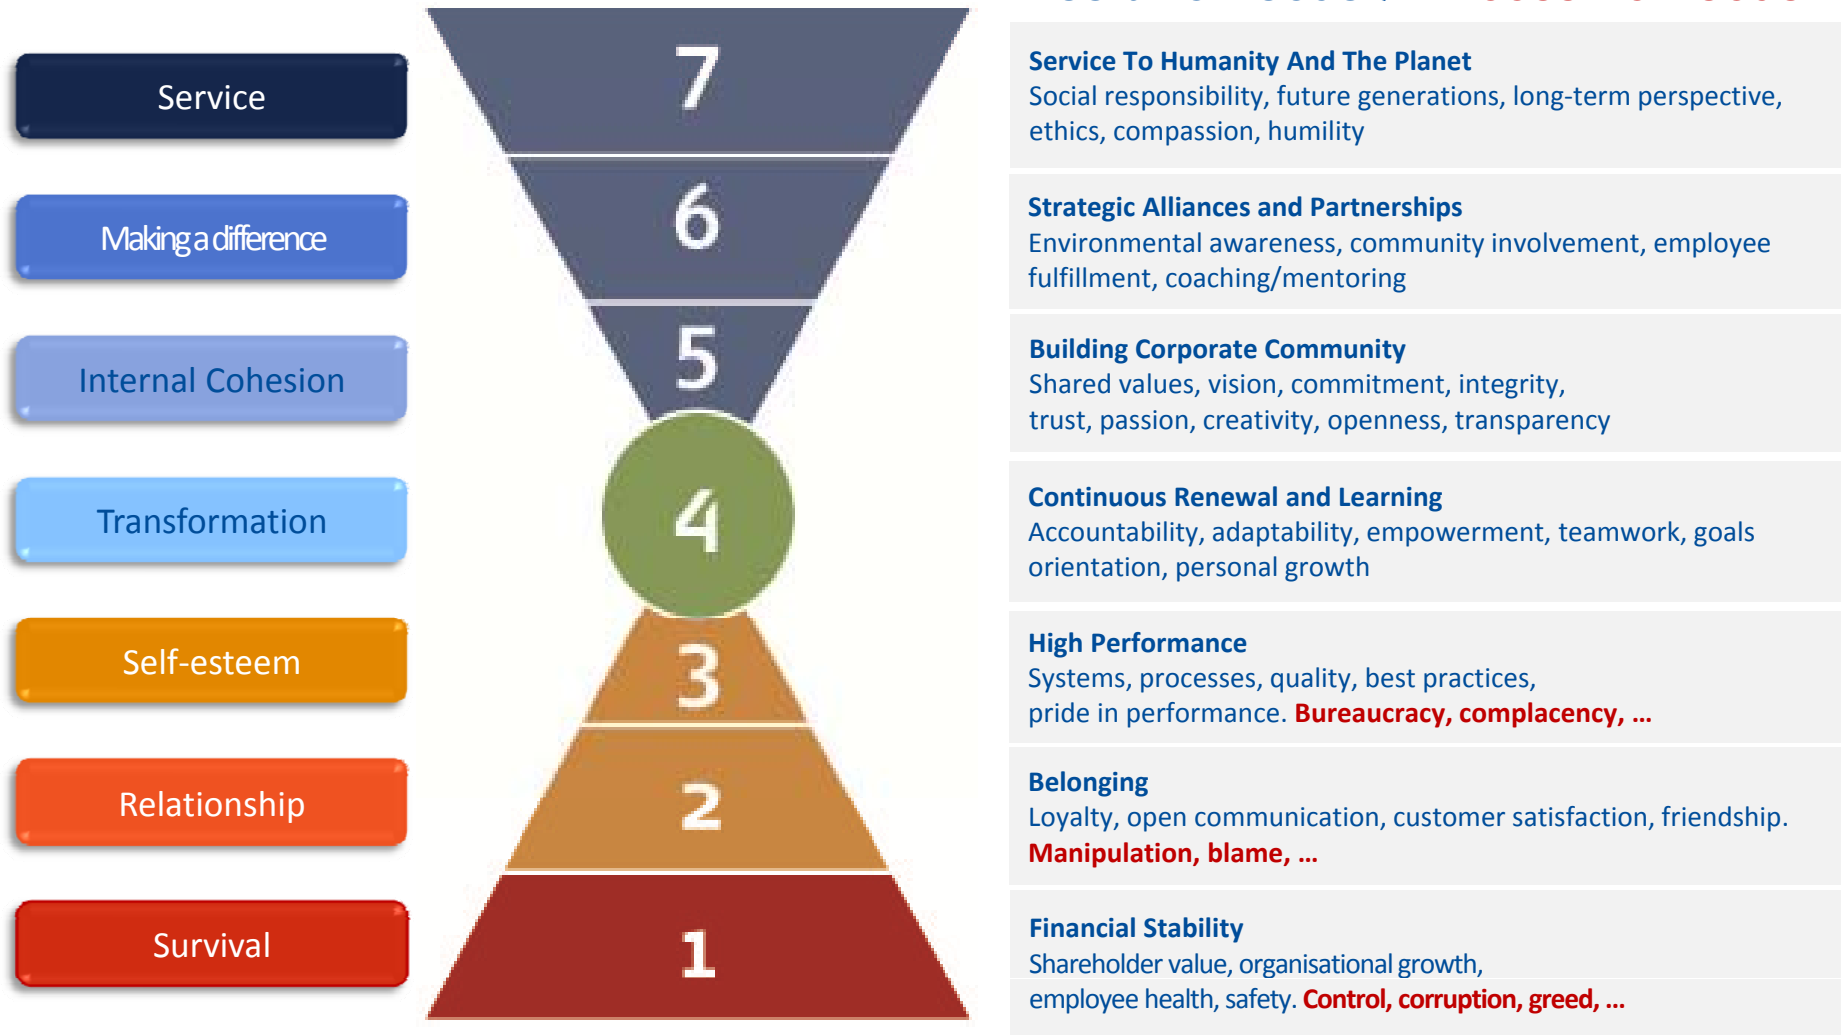 Service
7
Service To Humanity And The Planet
Social responsibility, future generations, long-term perspective,
ethics, compassion, humility
Making a difference
6
Strategic Alliances and Partnerships
Environmental awareness, community involvement, employee
fulfillment, coaching/mentoring
Internal Cohesion
5
Building Corporate Community
Shared values, vision, commitment, integrity,
trust, passion, creativity, openness, transparency
Transformation
4
Continuous Renewal and Learning
Accountability, adaptability, empowerment, teamwork, goals
orientation, personal growth
Self-esteem
3
High Performance
Systems, processes, quality, best practices,
pride in performance. Bureaucracy, complacency, ...
Relationship
2
Belonging
Loyalty, open communication, customer satisfaction, friendship.
Manipulation, blame, ...
Survival
1
Financial Stability
Shareholder value, organisational growth,
employee health, safety. Control, corruption, greed, ...